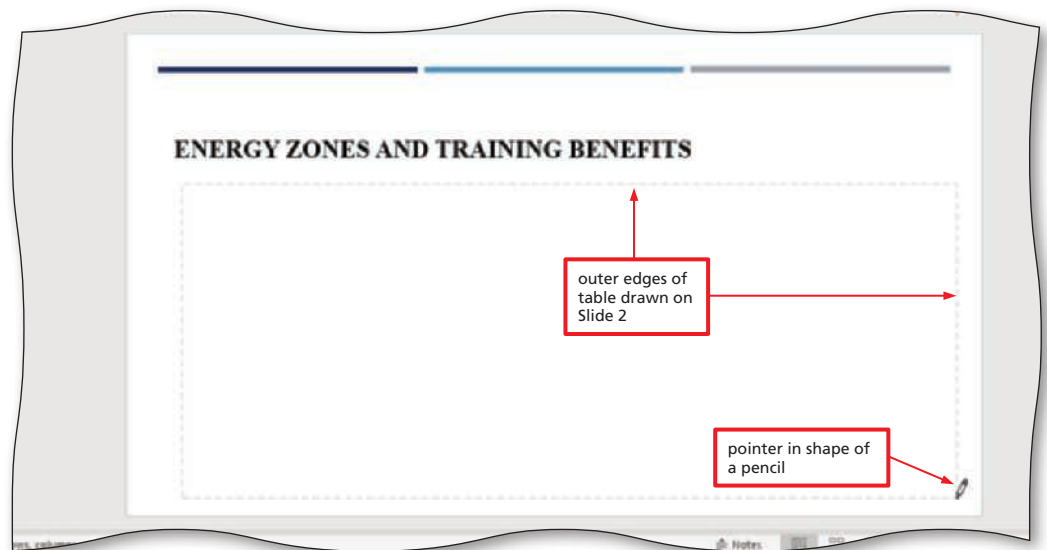 ENERGY ZONES AND TRAINING BENEFITS
outer edges of
table drawn on
Slide 2
pointer in shape of
a pencil
Notes